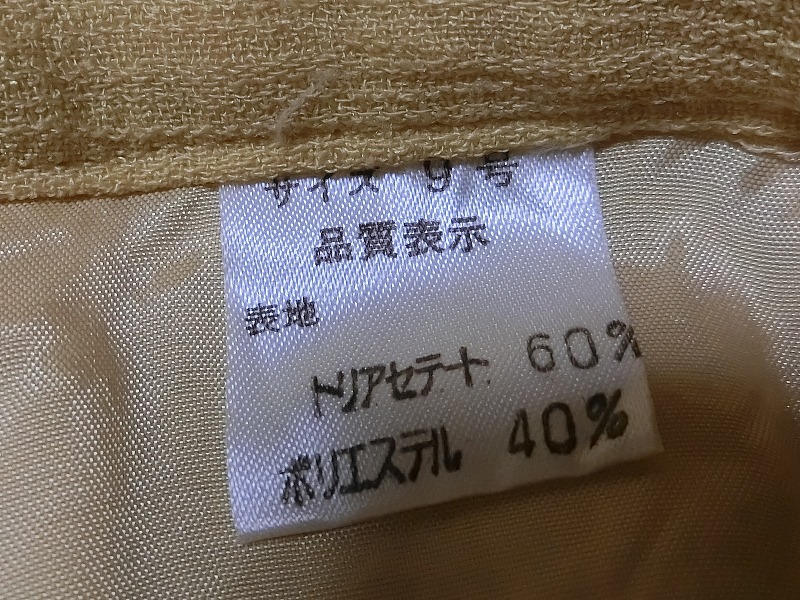 サイズ 9号
品質表示
表地
トリアセテート 60%
ポリエステル 40%